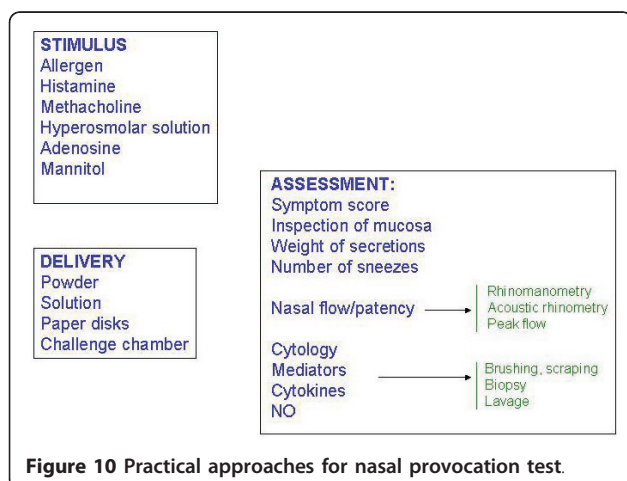 STIMULUS
Allergen
Histamine
Methacholine
Hyperosmolar solution
Adenosine
Mannitol
DELIVERY
Powder
Solution
Paper disks
Challenge chamber
ASSESSMENT:
Symptom score
Inspection of mucosa
Weight of secretions
Number of sneezes
Nasal flow/patency
Rhinomanometry
Acoustic rhinometry
Peak flow
Cytology
Mediators
Cytokines
NO
Brushing, scraping
Biopsy
Lavage
Figure 10 Practical approaches for nasal provocation test.